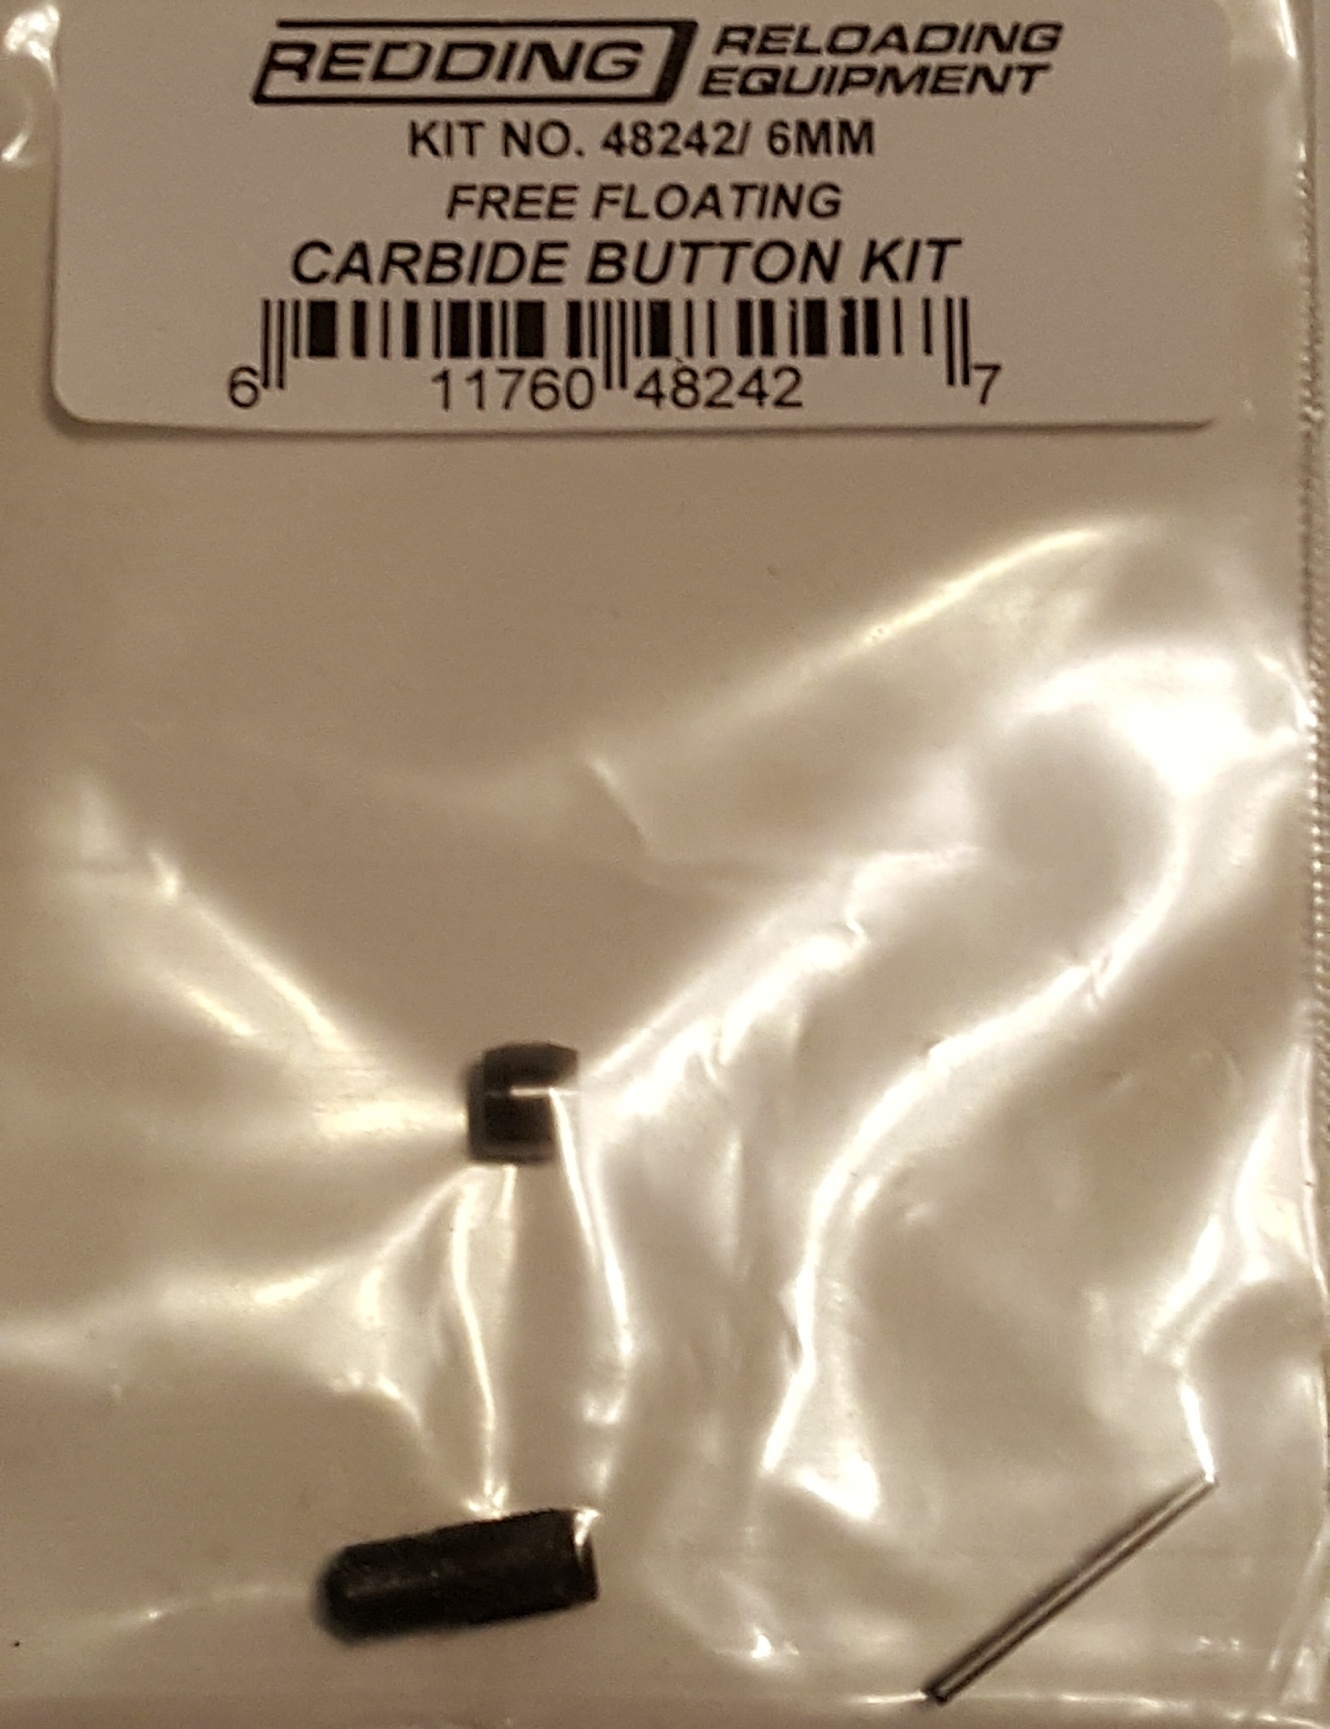 REDDING RELOADING
EQUIPMENT
KIT NO. 48242/ 6MM
FREE FLOATING
CARBIDE BUTTON KIT
6 11760 48242 7